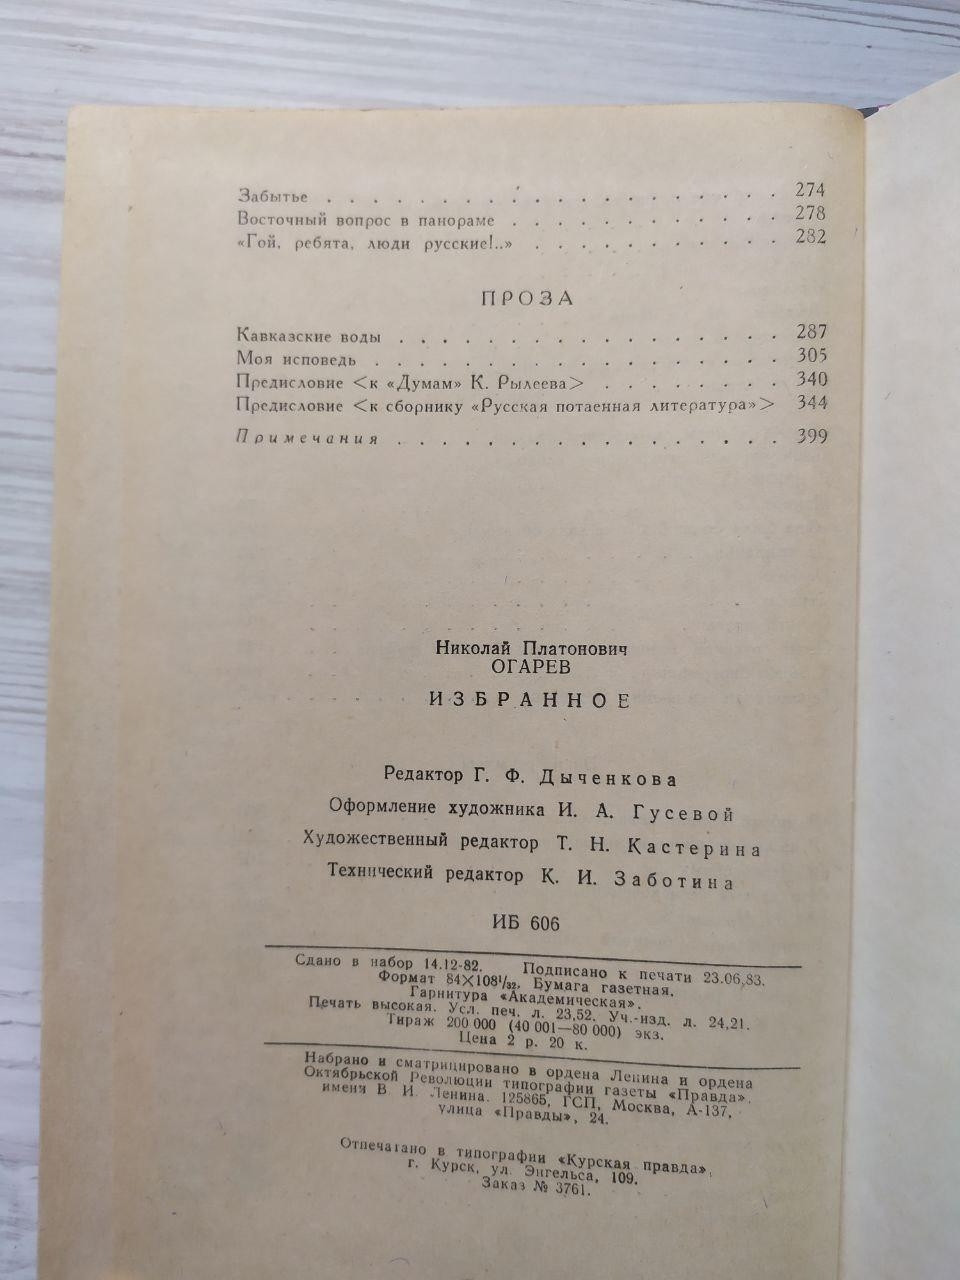 Забытье . . . . . . . . . . . . . . . . . . . . 274
Восточный вопрос в панораме . . . . . . . . . . . . 278
«Гой, ребята, люди русские!..» . . . . . . . . . . . 282
ПРОЗА
Кавказские воды . . . . . . . . . . . . . . . . . 287
Моя исповедь . . . . . . . . . . . . . . . . . . 305
Предисловие <к «Думам» К. Рылеева> . . . . . . . . 340
Предисловие <к сборнику «Русская потаенная литература»> 344
Примечания . . . . . . . . . . . . . . . . . . 399
Николай Платонович
ОГАРЕВ
ИЗБРАННОЕ
Редактор Г. Ф. Дыченкова
Оформление художника И. А. Гусевой
Художественный редактор Т. Н. Кастерина
Технический редактор К. И. Заботина
ИБ 606
Сдано в набор 14.12-82. Подписано к печати 23.06.83.
Формат 84×108¹/₃₂. Бумага газетная.
Гарнитура «Академическая».
Печать высокая. Усл. печ. л. 23,52. Уч.-изд. л. 24,21.
Тираж 200 000 (40 001—80 000) экз.
Цена 2 р. 20 к.
Набрано и сматрицировано в ордена Ленина и ордена
Октябрьской Революции типографии газеты «Правда»
имени В. И. Ленина. 125865, ГСП, Москва, А-137,
улица «Правды», 24.
Отпечатано в типографии «Курская правда»,
г. Курск, ул. Энгельса, 109.
Заказ № 3761.